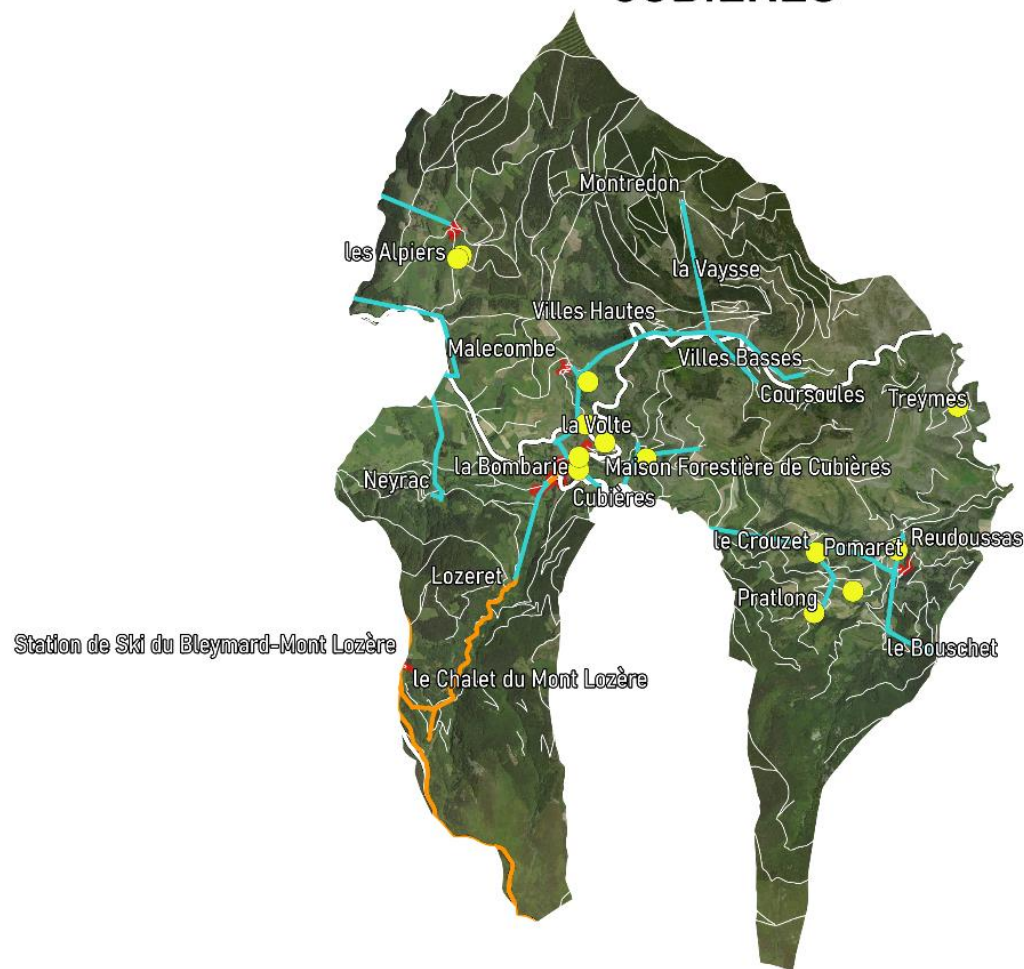 CUBIÈRES
Montredon
les Alpiers
la Vaysse
Villes Hautes
Malecombe
Villes Basses
Coursoules
Treymes
la Volte
la Bombarie
Maison Forestière de Cubières
Neyrac
Cubières
le Crouzet
Pomaret
Reudoussas
Lozeret
Pratlong
Station de Ski du Bleymard-Mont Lozère
le Bouschet
le Chalet du Mont Lozère